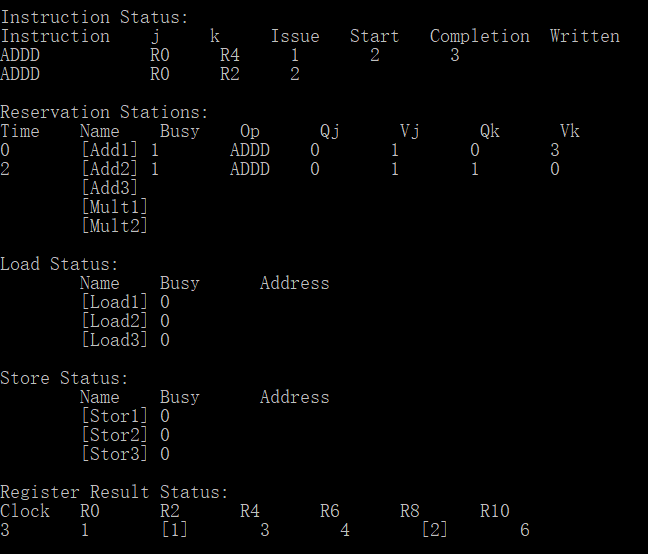 Instruction Status:
Instruction j k Issue Start Completion Written
ADDD R0 R4 1 2 3
ADDD R0 R2 2
Reservation Stations:
Time Name Busy Op Qj Vj Qk Vk
0 [Add1] 1 ADDD 0 1 0 3
2 [Add2] 1 ADDD 0 1 1 0
[Add3]
[Mult1]
[Mult2]
Load Status:
Name Busy Address
[Load1] 0
[Load2] 0
[Load3] 0
Store Status:
Name Busy Address
[Stor1] 0
[Stor2] 0
[Stor3] 0
Register Result Status:
Clock R0 R2 R4 R6 R8 R10
3 1 [1] 3 4 [2] 6